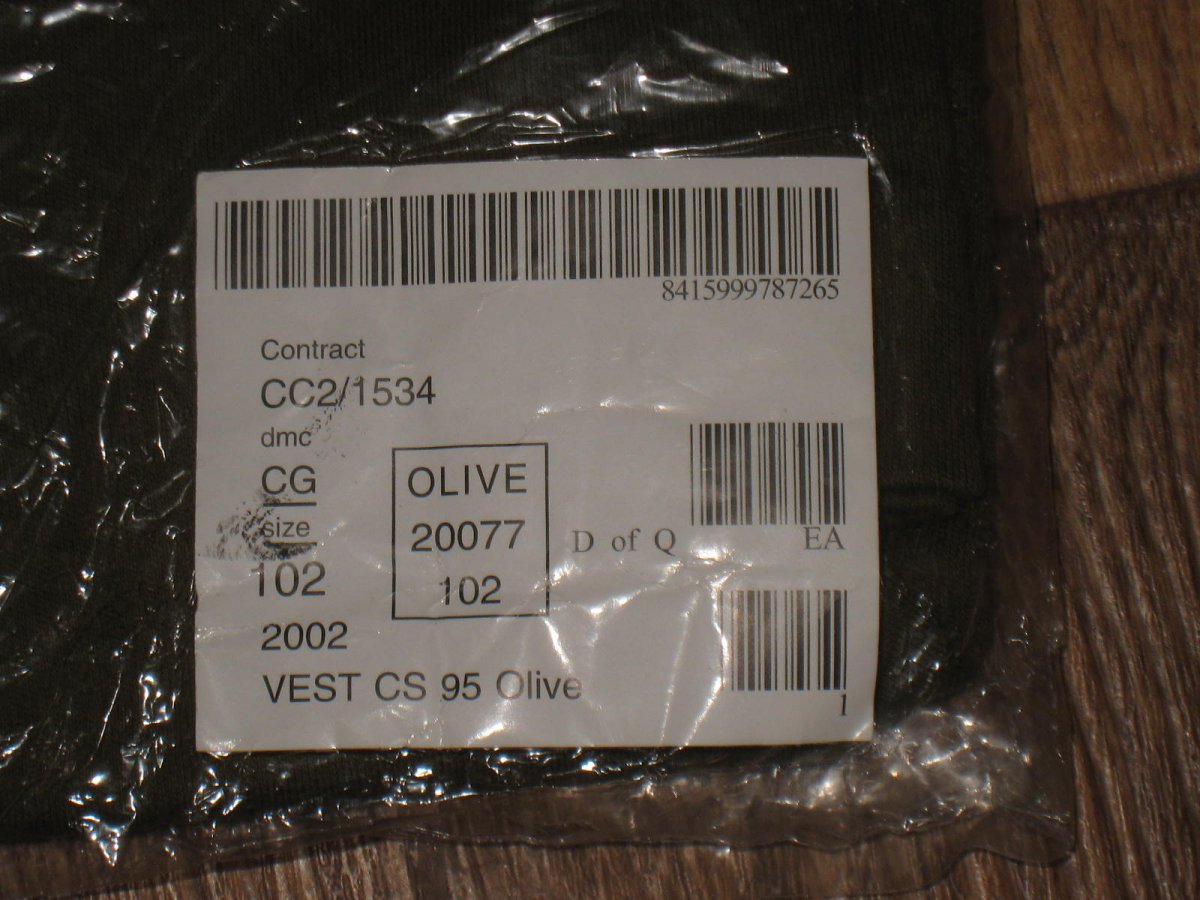 8415999787265
Contract
CC2/1534
dmc
CG
size
102
2002
VEST CS 95 Olive
OLIVE
20077
102
D of Q
EA
1